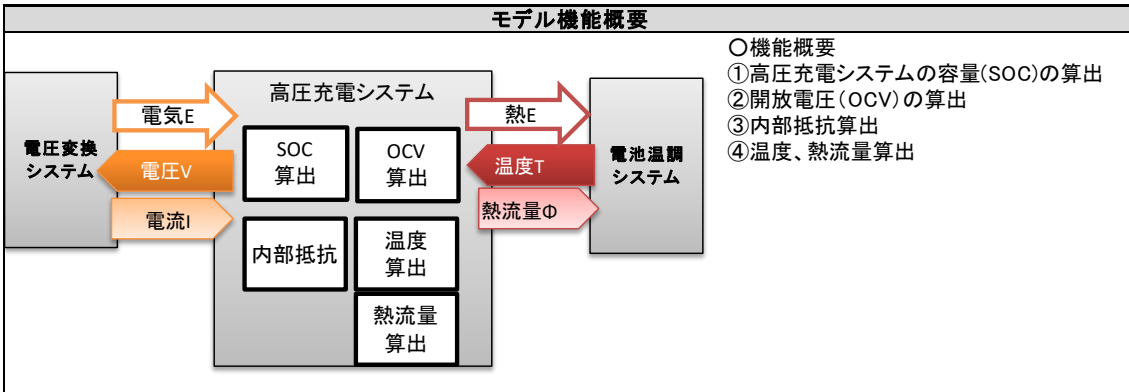 モデル機能概要
電圧変換
システム
電気E
電圧V
電流I
高圧充電システム
SOC
算出
OCV
算出
内部抵抗
温度
算出
熱流量
算出
熱E
温度T
熱流量Φ
電池温調
システム
〇機能概要
①高圧充電システムの容量(SOC)の算出
②開放電圧(OCV)の算出
③内部抵抗算出
④温度、熱流量算出